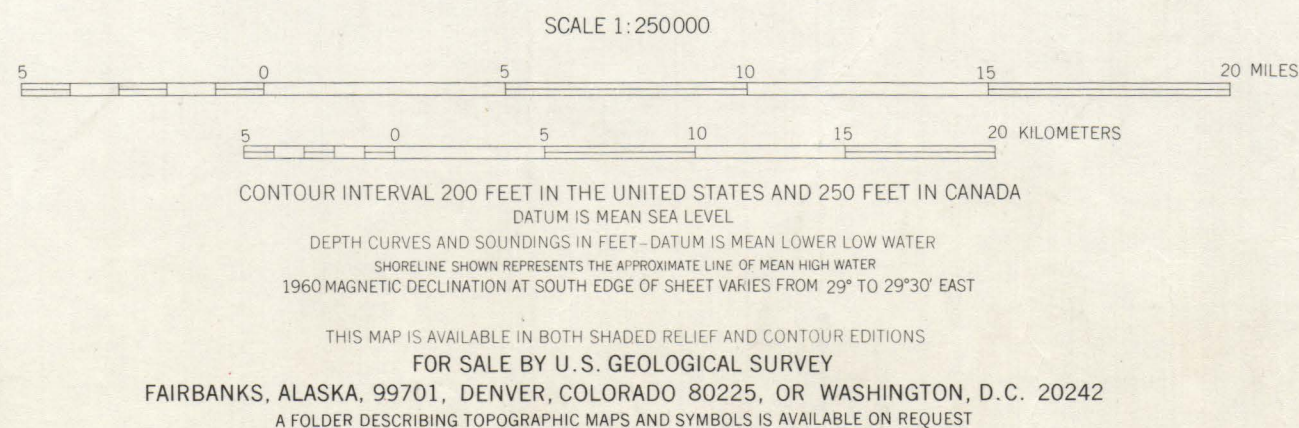 SCALE 1:250000
5 0 5 10 15 20 MILES
5 0 5 10 15 20 KILOMETERS
CONTOUR INTERVAL 200 FEET IN THE UNITED STATES AND 250 FEET IN CANADA
DATUM IS MEAN SEA LEVEL
DEPTH CURVES AND SOUNDINGS IN FEET-DATUM IS MEAN LOWER LOW WATER
SHORELINE SHOWN REPRESENTS THE APPROXIMATE LINE OF MEAN HIGH WATER
1960 MAGNETIC DECLINATION AT SOUTH EDGE OF SHEET VARIES FROM 29° TO 29°30' EAST
THIS MAP IS AVAILABLE IN BOTH SHADED RELIEF AND CONTOUR EDITIONS
FOR SALE BY U.S. GEOLOGICAL SURVEY
FAIRBANKS, ALASKA, 99701, DENVER, COLORADO 80225, OR WASHINGTON, D.C. 20242
A FOLDER DESCRIBING TOPOGRAPHIC MAPS AND SYMBOLS IS AVAILABLE ON REQUEST